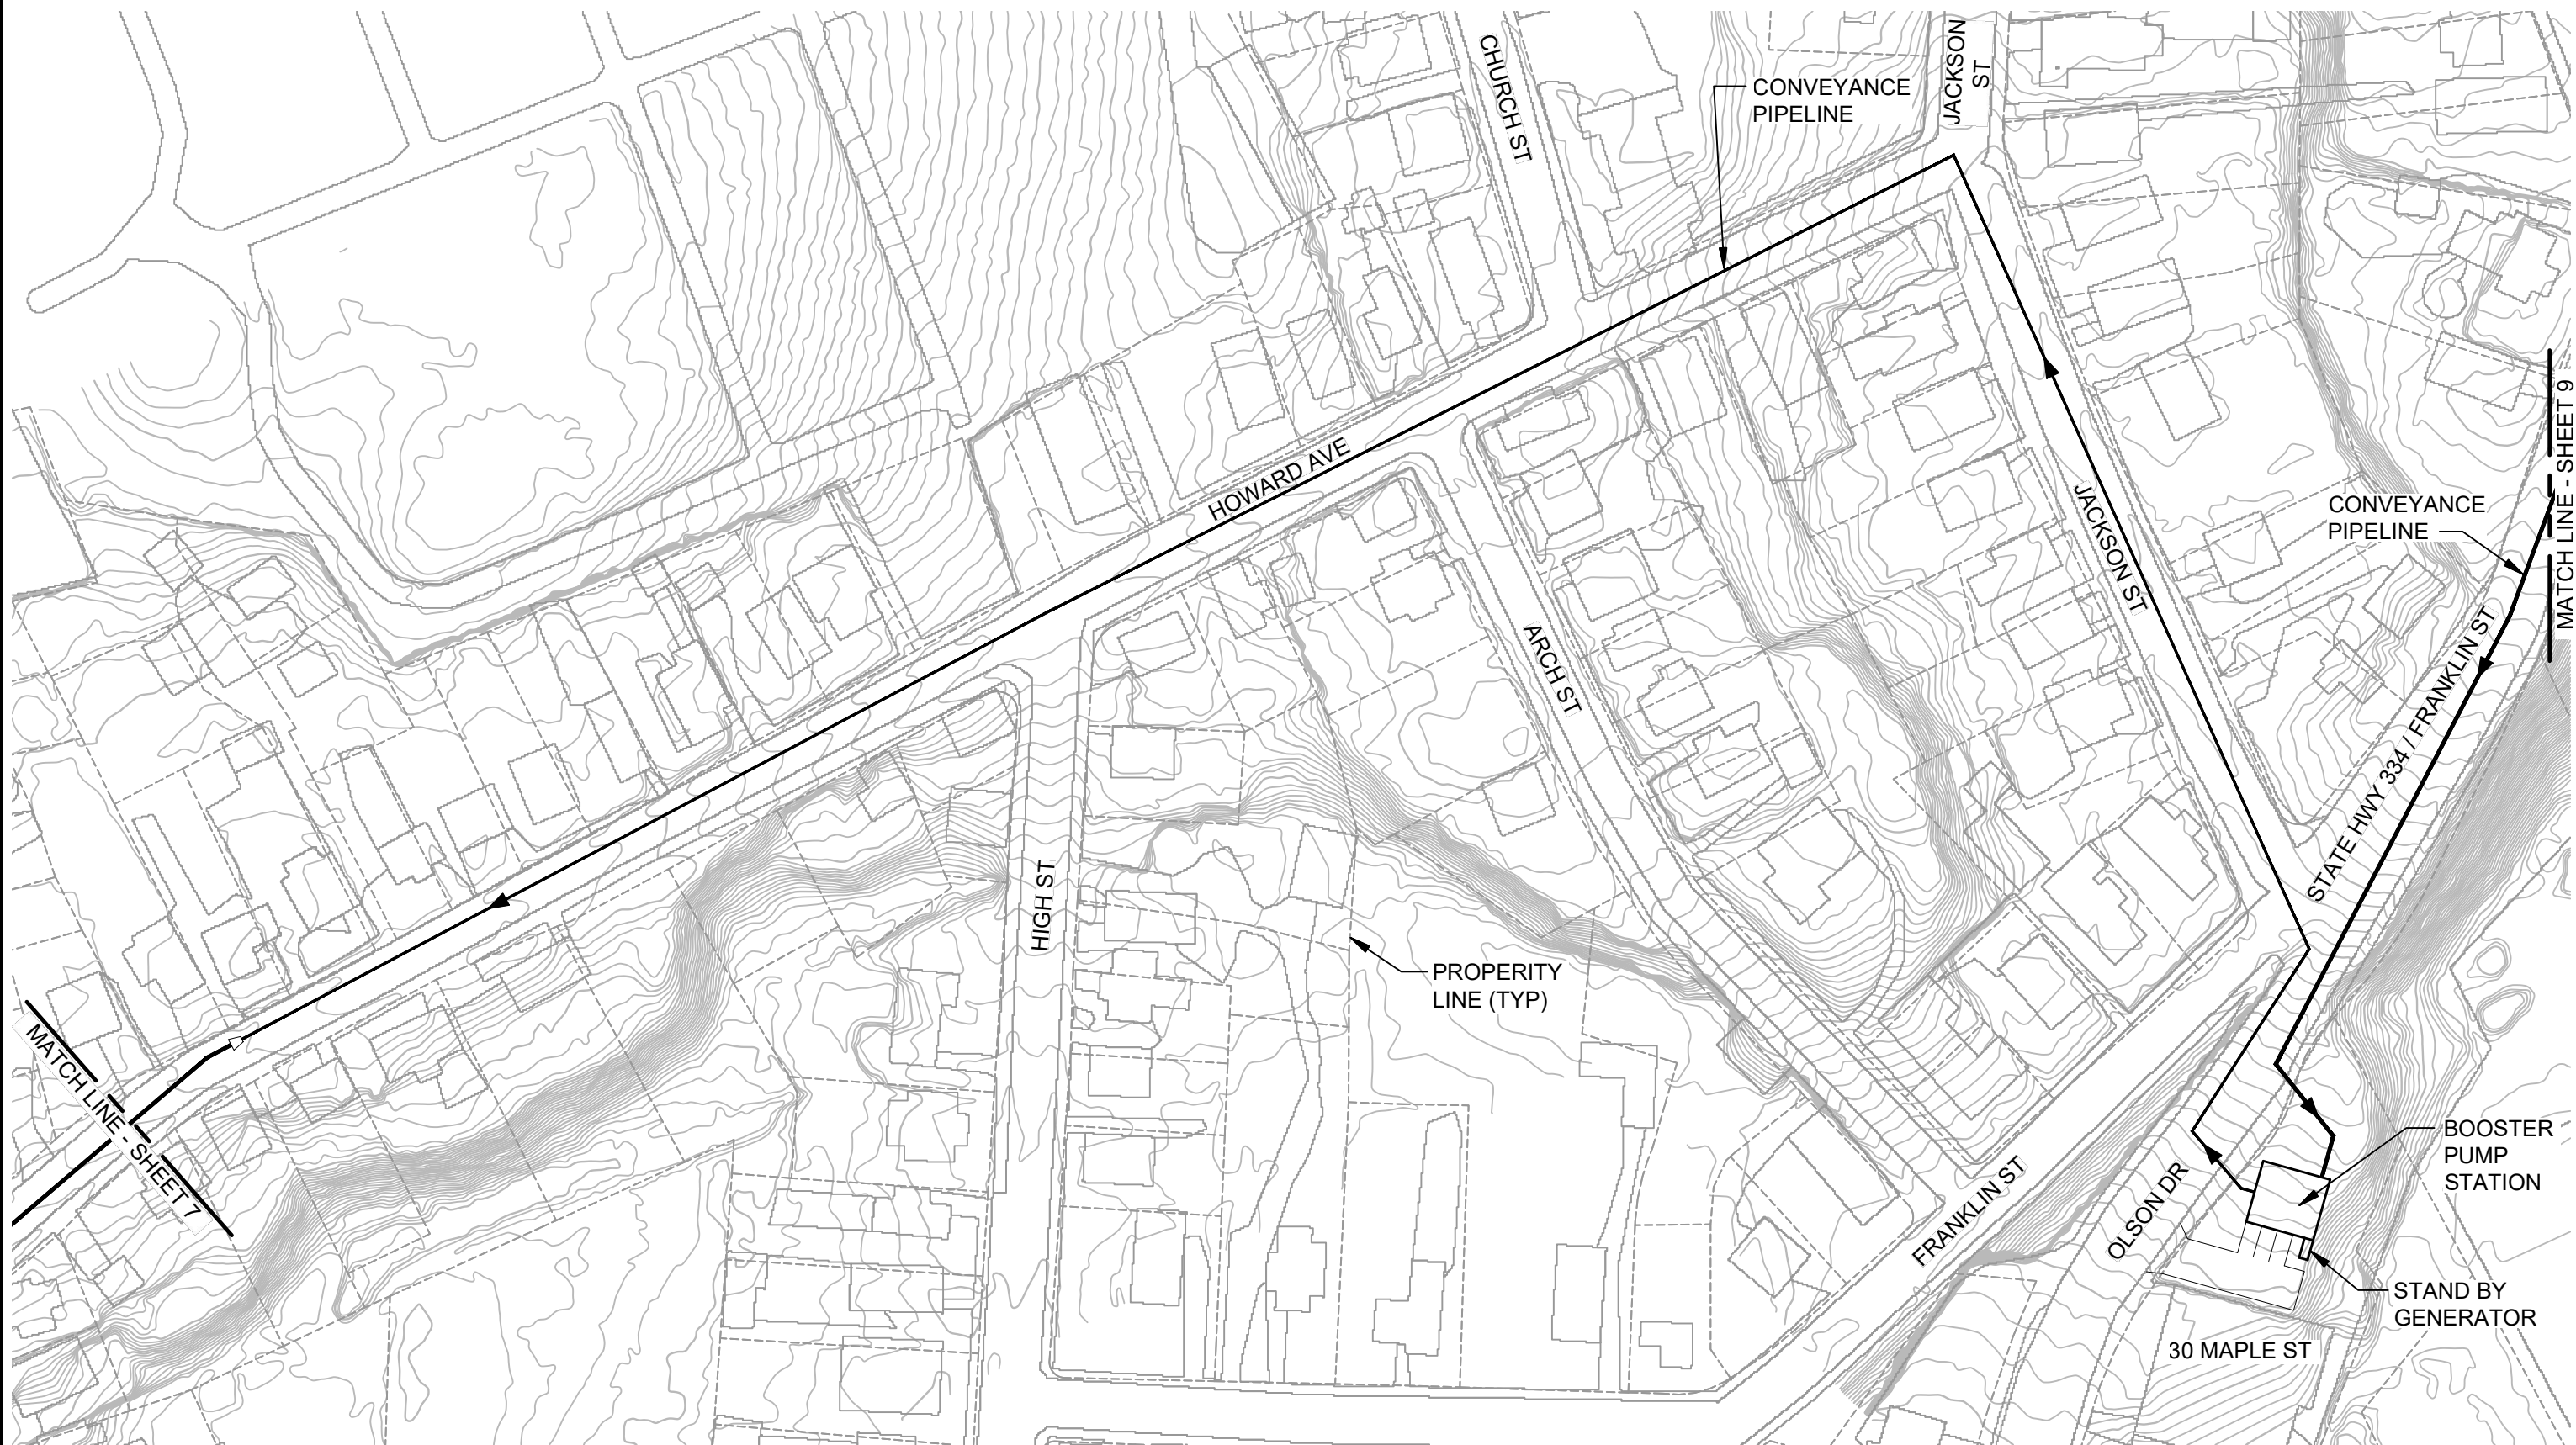 CHURCH ST
JACKSON
ST
CONVEYANCE
PIPELINE
HOWARD AVE
JACKSON ST
CONVEYANCE
PIPELINE
MATCH LINE - SHEET 9
ARCH ST
STATE HWY 334 / FRANKLIN ST
HIGH ST
PROPERITY
LINE (TYP)
MATCH LINE - SHEET 7
FRANKLIN ST
OLSON DR
BOOSTER
PUMP
STATION
STAND BY
GENERATOR
30 MAPLE ST